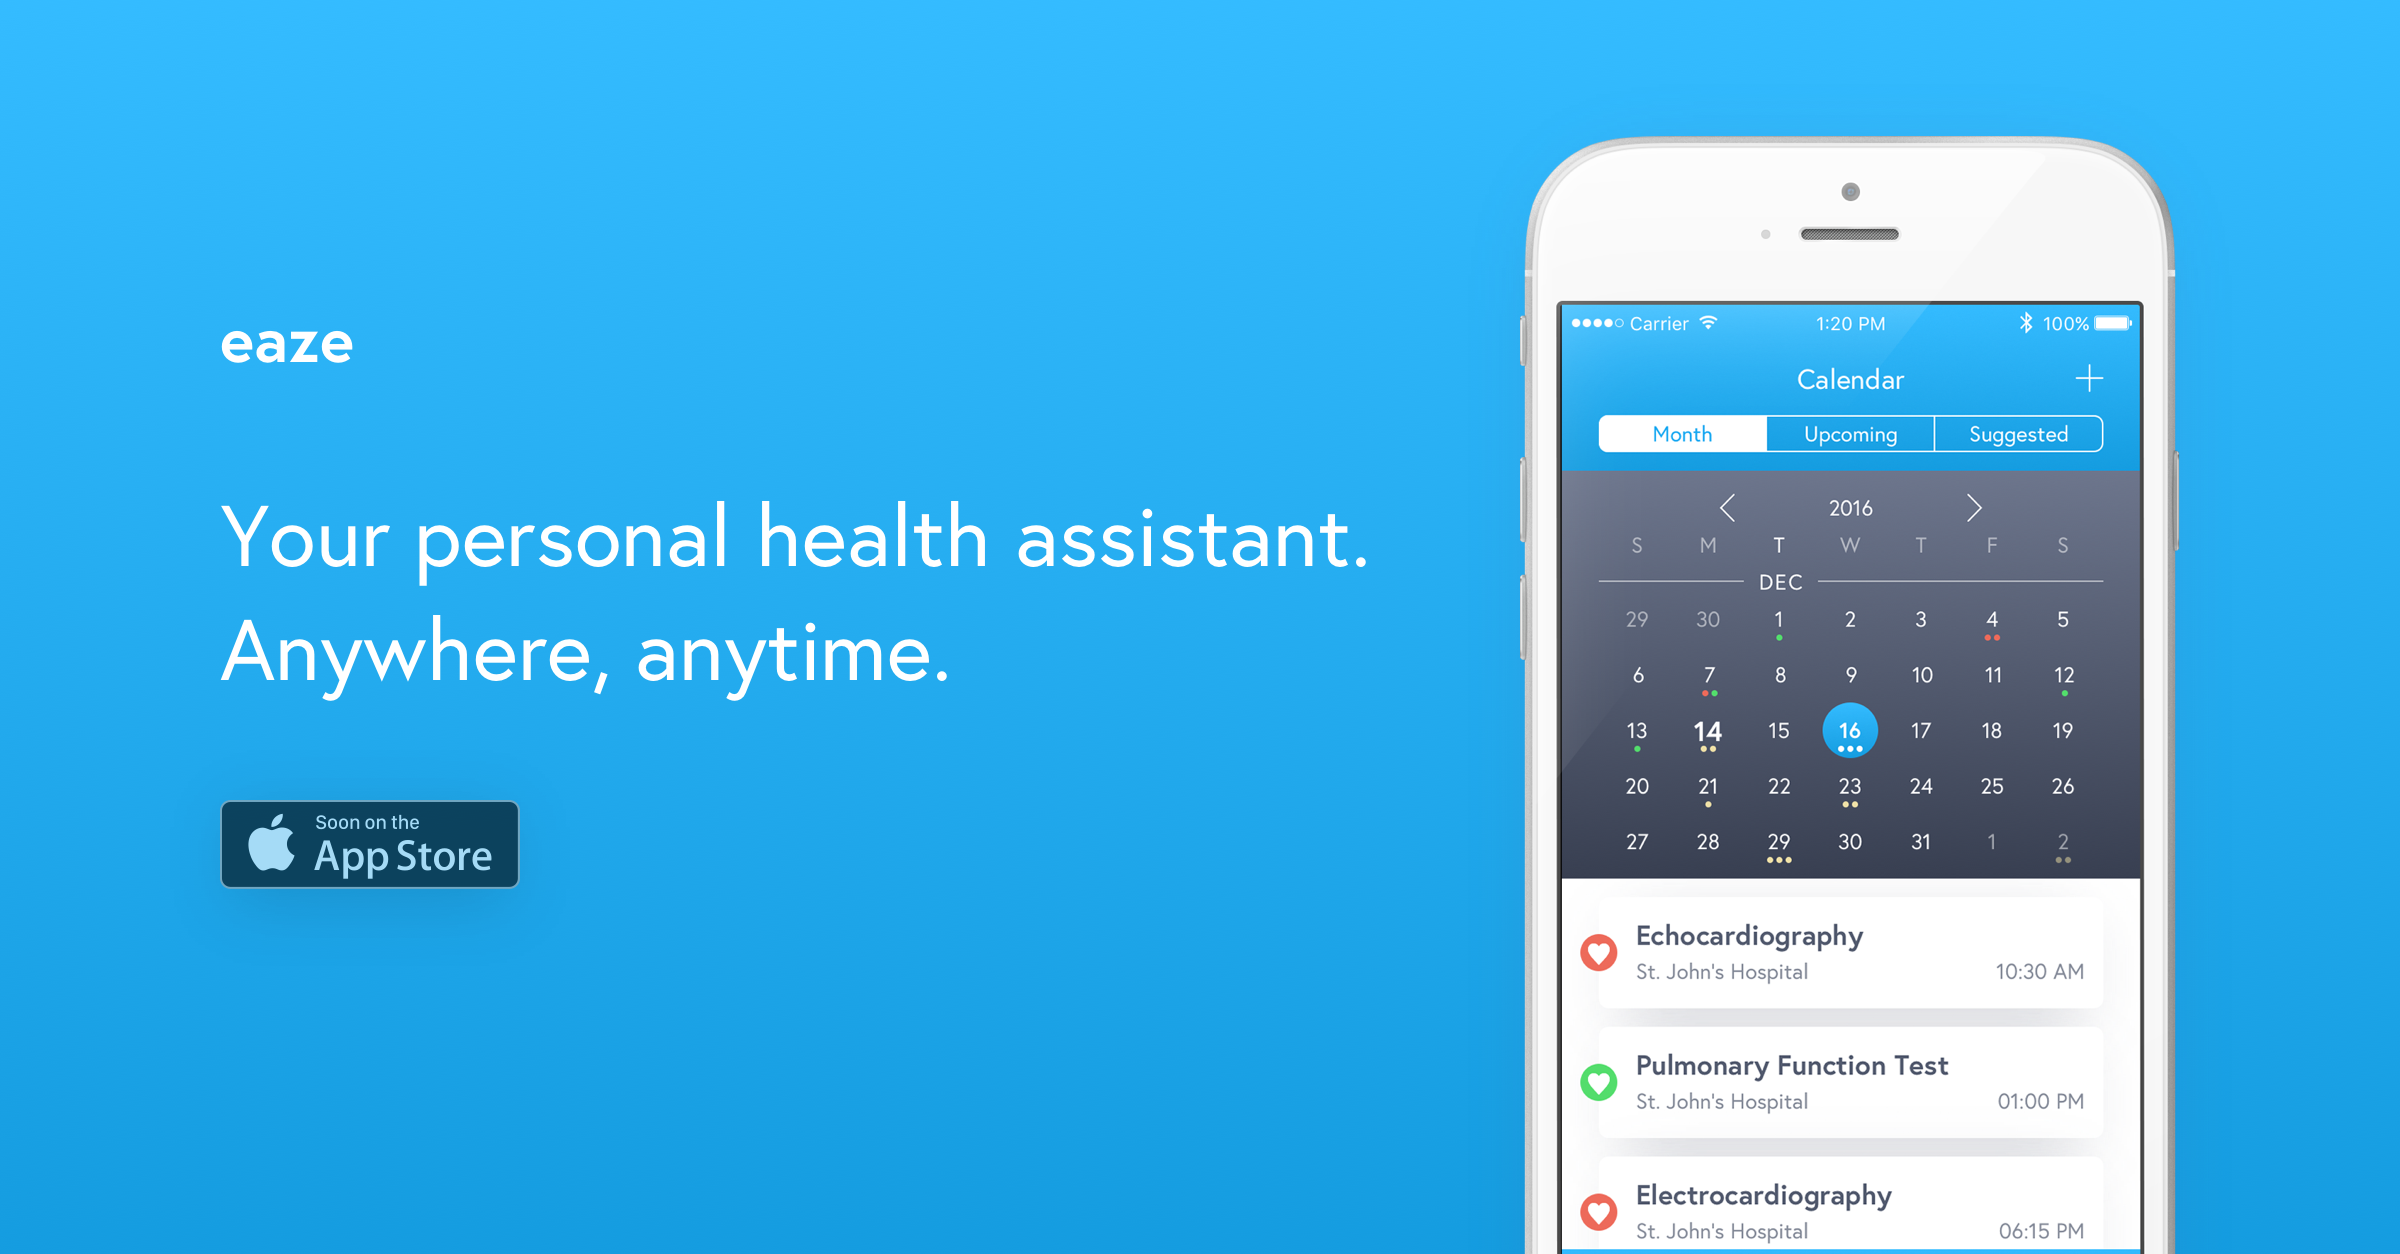 eaze
Your personal health assistant.
Anywhere, anytime.
Soon on the
App Store
Carrier 1:20 PM 100%
Calendar
Month Upcoming Suggested
2016
S M T W T F S
DEC
29 30 1 2 3 4 5
6 7 8 9 10 11 12
13 14 15 16 17 18 19
20 21 22 23 24 25 26
27 28 29 30 31 1 2
Echocardiography
St. John's Hospital 10:30 AM
Pulmonary Function Test
St. John's Hospital 01:00 PM
Electrocardiography
St. John's Hospital 06:15 PM